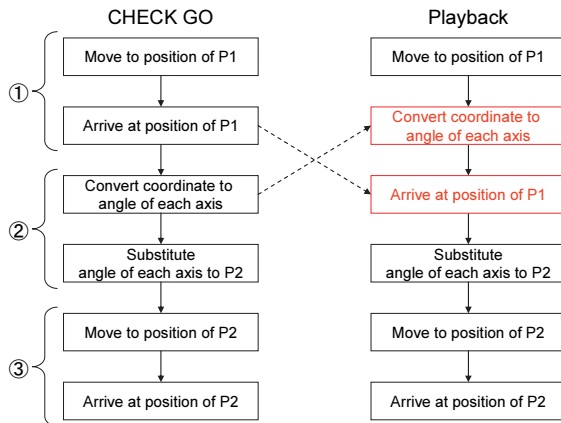 CHECK GO
Playback
①
Move to position of P1
Arrive at position of P1
②
Convert coordinate to
angle of each axis
Substitute
angle of each axis to P2
③
Move to position of P2
Arrive at position of P2
Move to position of P1
Convert coordinate to
angle of each axis
Arrive at position of P1
Substitute
angle of each axis to P2
Move to position of P2
Arrive at position of P2